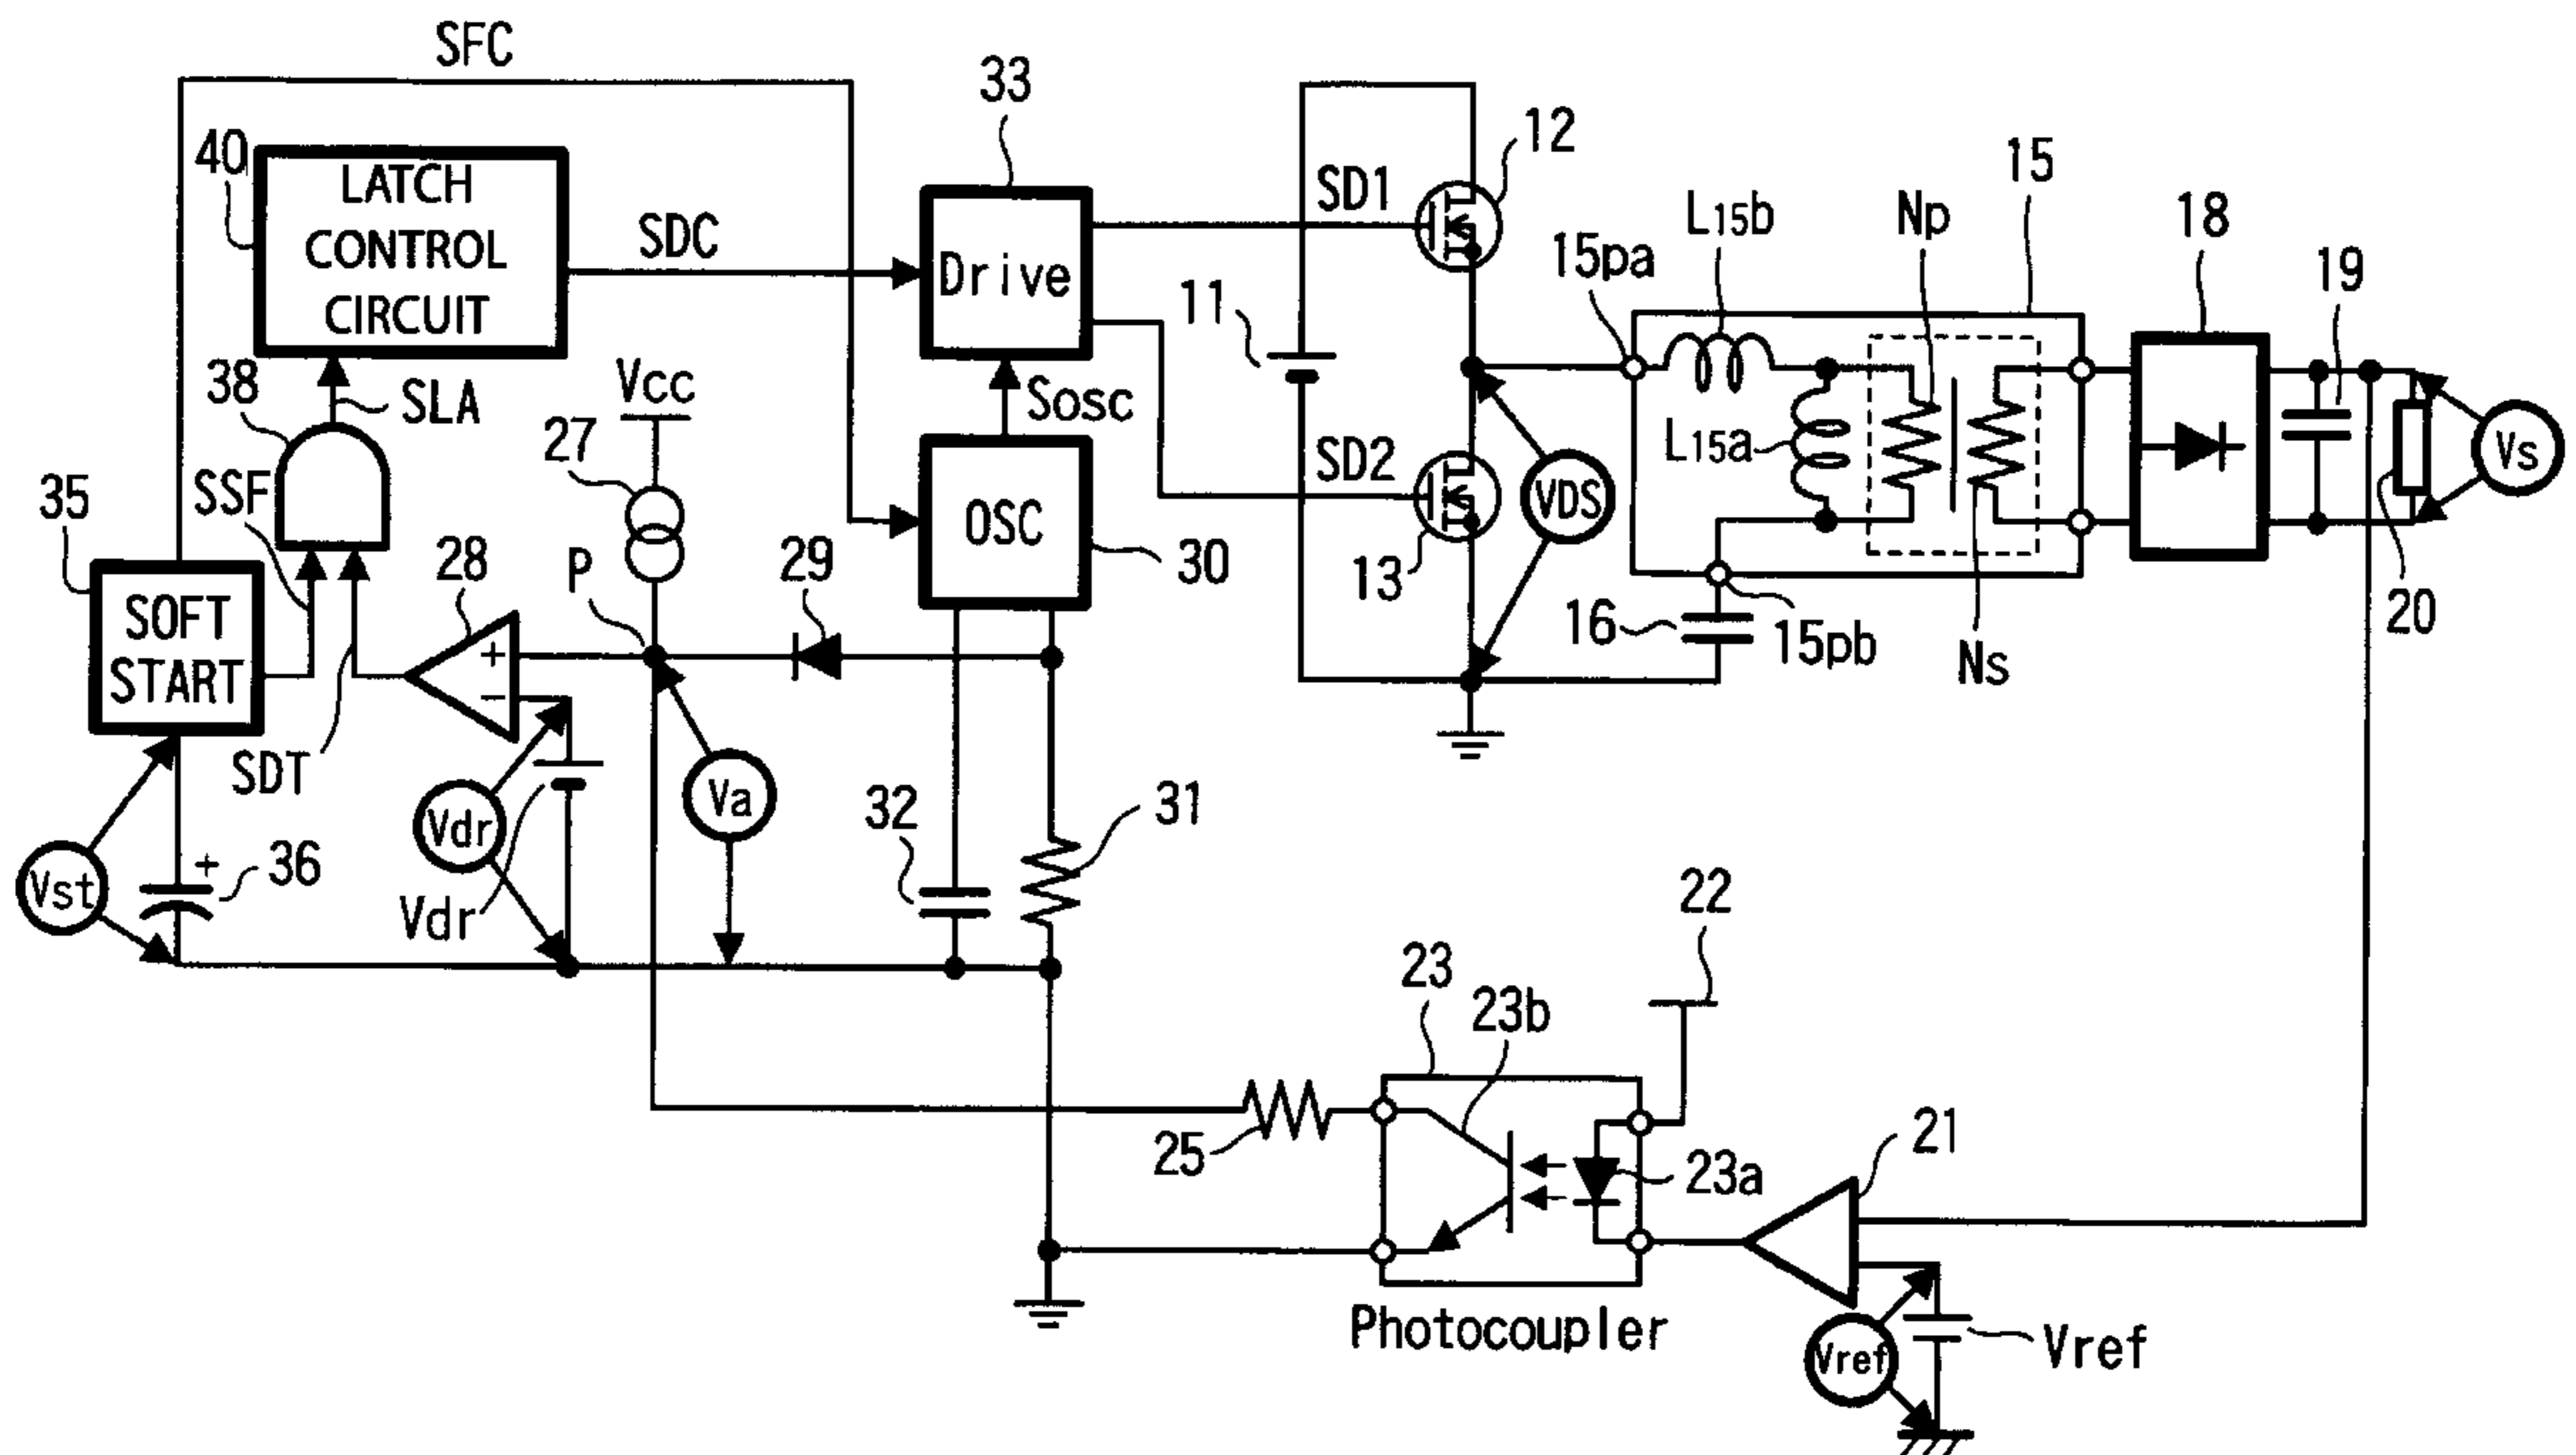 SFC
33
12
40
LATCH
CONTROL
CIRCUIT
SD1
15
Np
18
L15b
SDC
15pa
19
Drive
11
38
SLA
Vcc
Sosc
27
L15a
Vs
SD2
35
SSF
OSC
VDS
28
P
29
30
13
16
15pb
20
SOFT
START
+
−
Ns
SDT
Va
32
31
Vdr
36
+
Vst
Vdr
22
23
23b
25
23a
21
Photocoupler
Vref
Vref